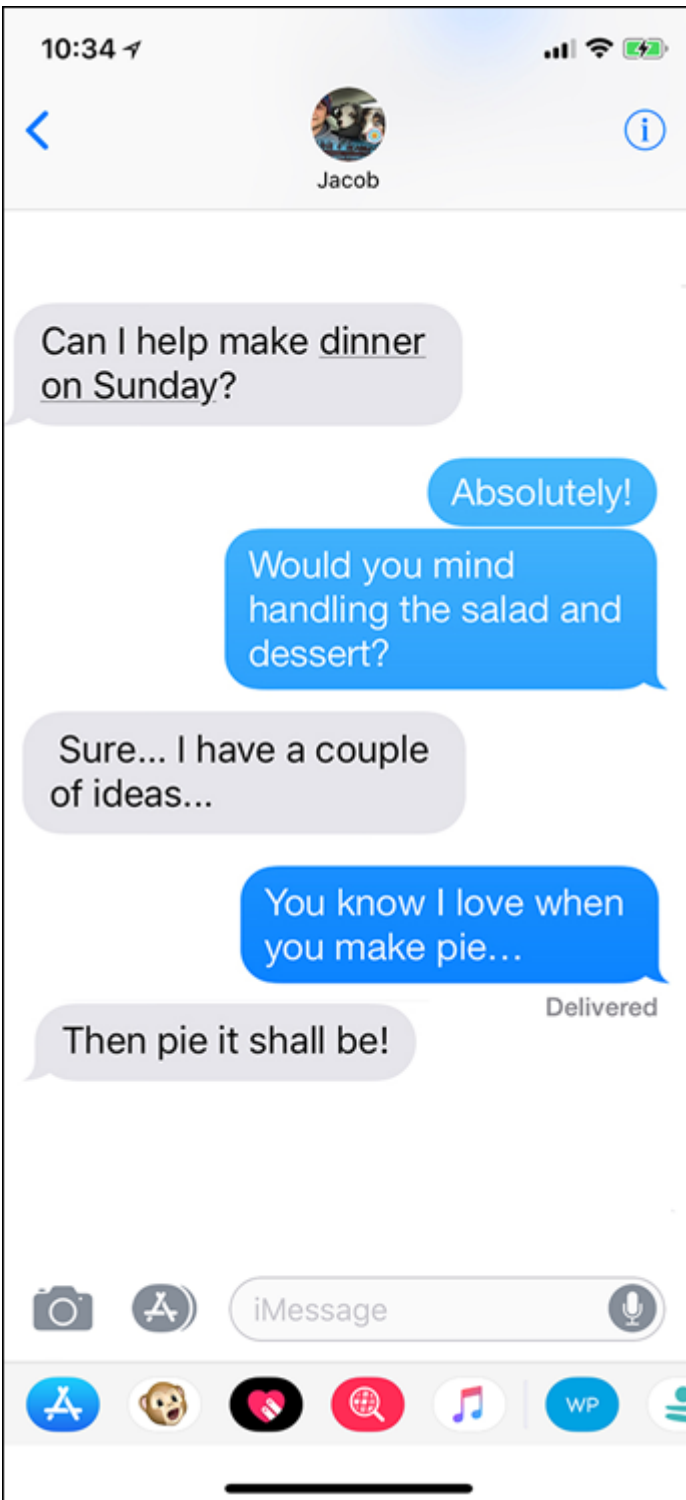 10:34
Jacob
Can I help make dinner
on Sunday?
Absolutely!
Would you mind
handling the salad and
dessert?
Sure... I have a couple
of ideas...
You know I love when
you make pie...
Delivered
Then pie it shall be!
iMessage
WP